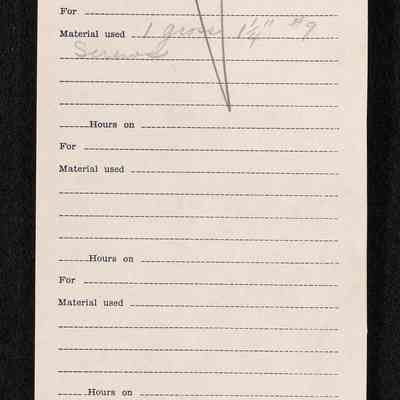 For
Material used 1 gross 1¼" #9
Screws
Hours on
For
Material used
Hours on
For
Material used
Hours on